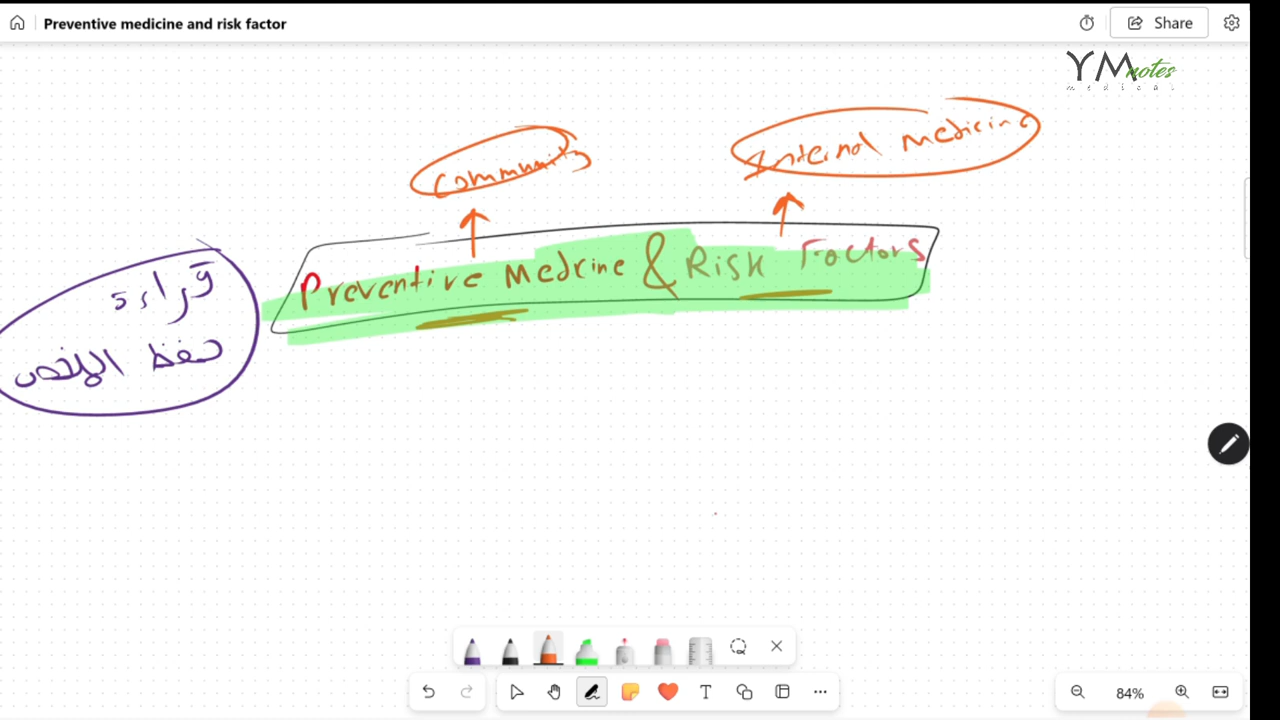 Preventive medicine and risk factor
Share
YM notes
medical
Community
Internal medicine
Preventive Medicine & Risk Factors
قراءة
حفظ الملخص
84%